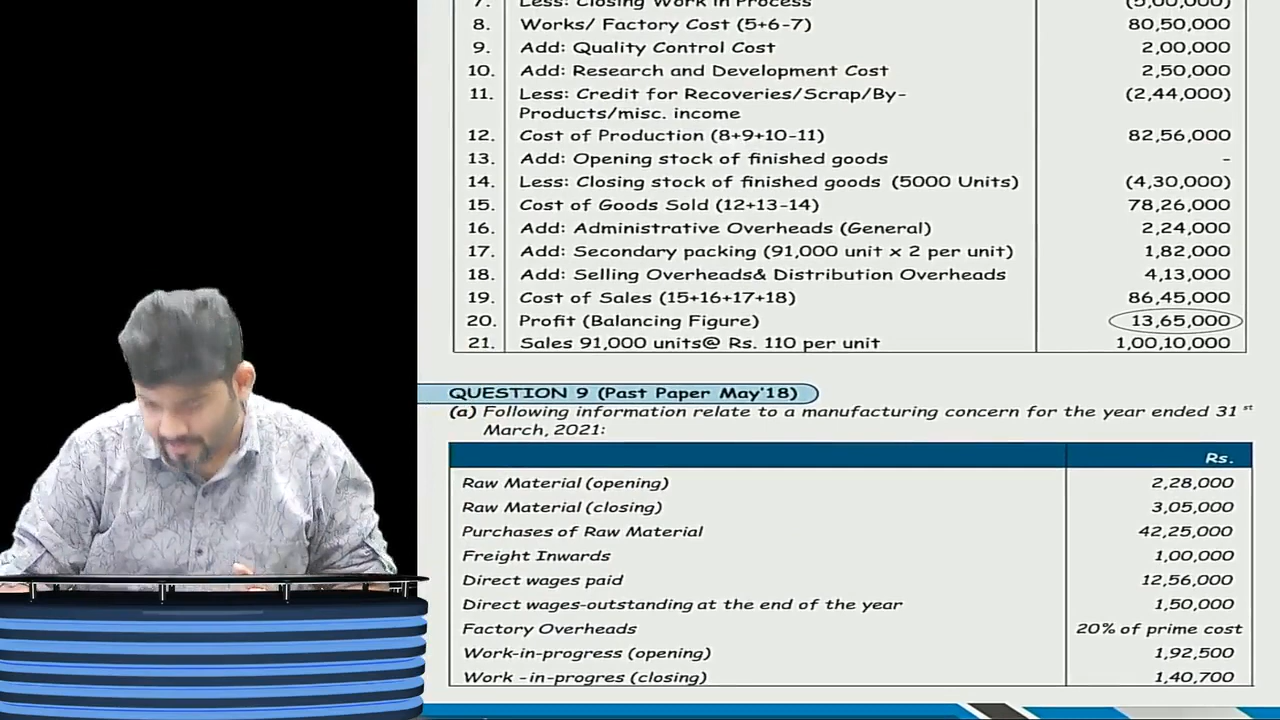 7. Less: Closing Work in Process (5,00,000)
8. Works/ Factory Cost (5+6-7) 80,50,000
9. Add: Quality Control Cost 2,00,000
10. Add: Research and Development Cost 2,50,000
11. Less: Credit for Recoveries/Scrap/By- (2,44,000)
Products/misc. income
12. Cost of Production (8+9+10-11) 82,56,000
13. Add: Opening stock of finished goods -
14. Less: Closing stock of finished goods (5000 Units) (4,30,000)
15. Cost of Goods Sold (12+13-14) 78,26,000
16. Add: Administrative Overheads (General) 2,24,000
17. Add: Secondary packing (91,000 unit x 2 per unit) 1,82,000
18. Add: Selling Overheads& Distribution Overheads 4,13,000
19. Cost of Sales (15+16+17+18) 86,45,000
20. Profit (Balancing Figure) 13,65,000
21. Sales 91,000 units@ Rs. 110 per unit 1,00,10,000
QUESTION 9 (Past Paper May'18)
(a) Following information relate to a manufacturing concern for the year ended 31 st
March, 2021:
Rs.
Raw Material (opening) 2,28,000
Raw Material (closing) 3,05,000
Purchases of Raw Material 42,25,000
Freight Inwards 1,00,000
Direct wages paid 12,56,000
Direct wages-outstanding at the end of the year 1,50,000
Factory Overheads 20% of prime cost
Work-in-progress (opening) 1,92,500
Work -in-progres (closing) 1,40,700